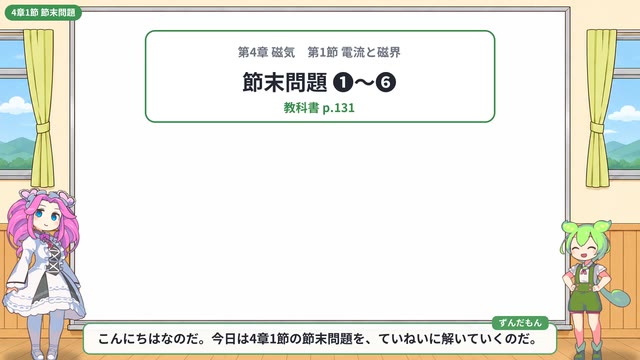 4章1節 節末問題
第4章 磁気　第1節 電流と磁界
節末問題 ❶〜❻
教科書 p.131
ずんだもん
こんにちはなのだ。今日は4章1節の節末問題を、ていねいに解いていくのだ。